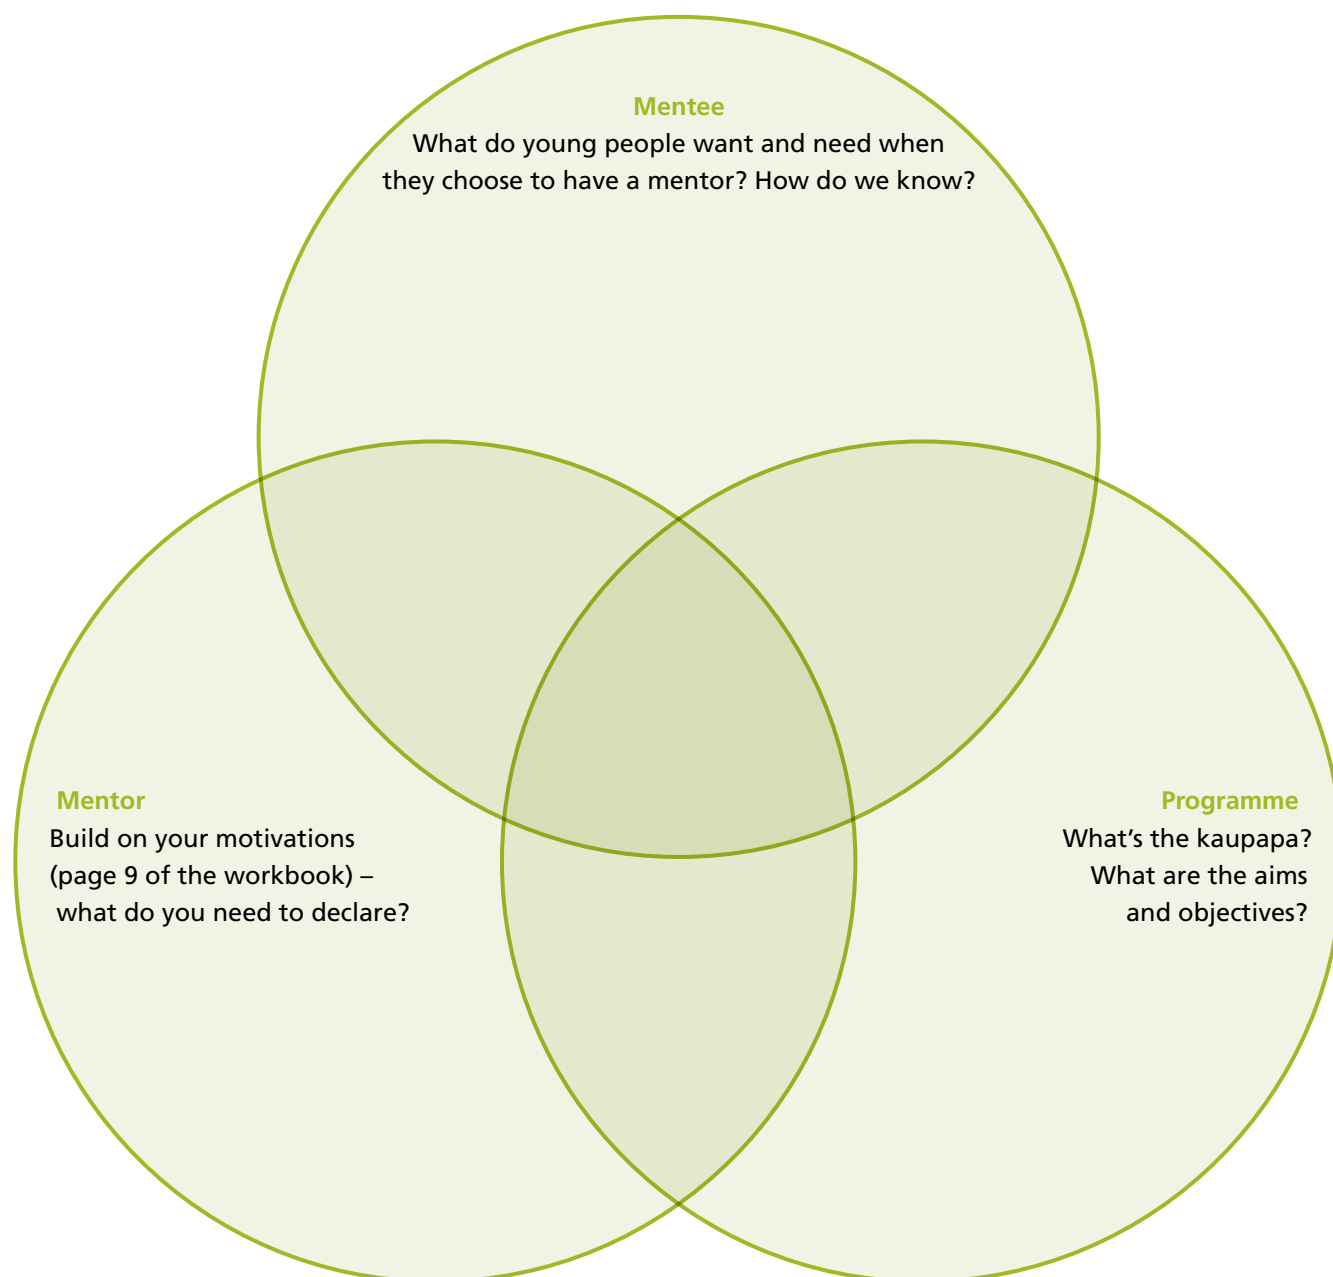 Mentee
What do young people want and need when
they choose to have a mentor? How do we know?
Mentor
Build on your motivations
(page 9 of the workbook) –
what do you need to declare?
Programme
What's the kaupapa?
What are the aims
and objectives?